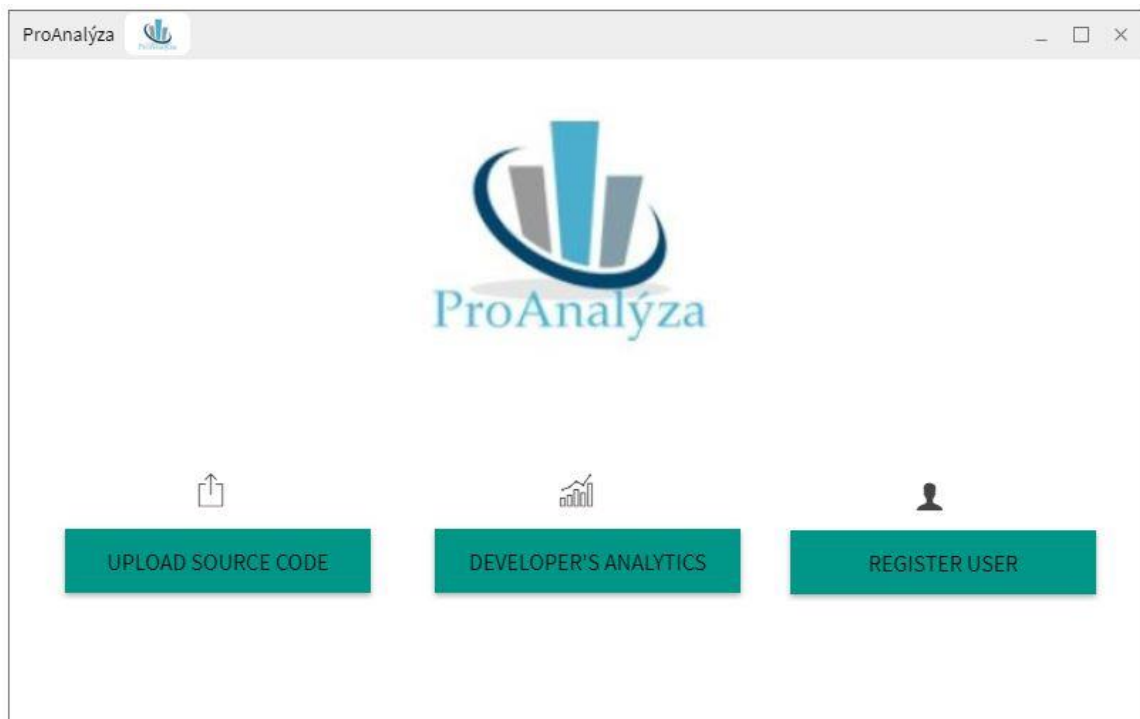 ProAnalýza
ProAnalýza
UPLOAD SOURCE CODE
DEVELOPER'S ANALYTICS
REGISTER USER